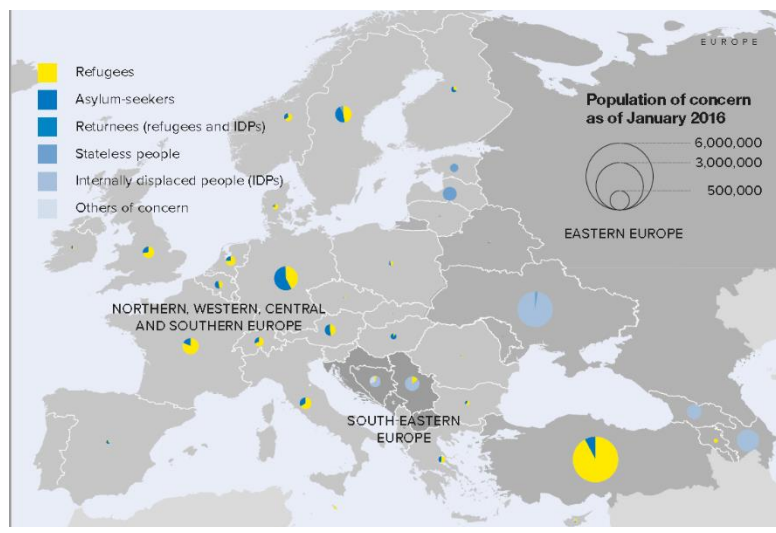 EUROPE
Refugees
Asylum-seekers
Returnees (refugees and IDPs)
Stateless people
Internally displaced people (IDPs)
Others of concern
Population of concern
as of January 2016
6,000,000
3,000,000
500,000
EASTERN EUROPE
NORTHERN, WESTERN, CENTRAL
AND SOUTHERN EUROPE
SOUTH-EASTERN
EUROPE